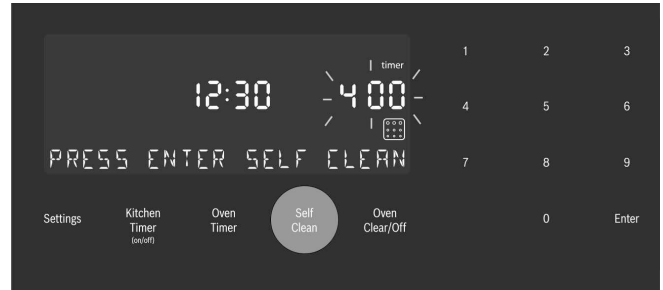 timer
12:30 400
PRESS ENTER SELF CLEAN
Settings
Kitchen
Timer
(on/off)
Oven
Timer
Self
Clean
Oven
Clear/Off
1 2 3
4 5 6
7 8 9
0 Enter